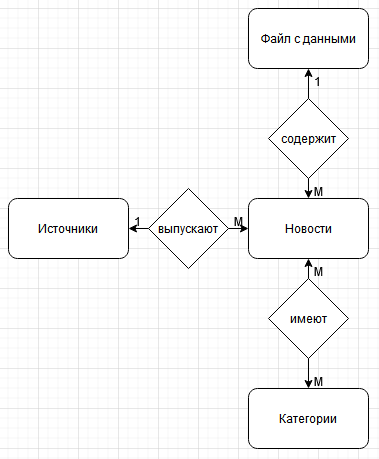 Файл с данными
1
содержит
М
Источники
1
выпускают
М
Новости
М
имеют
М
Категории